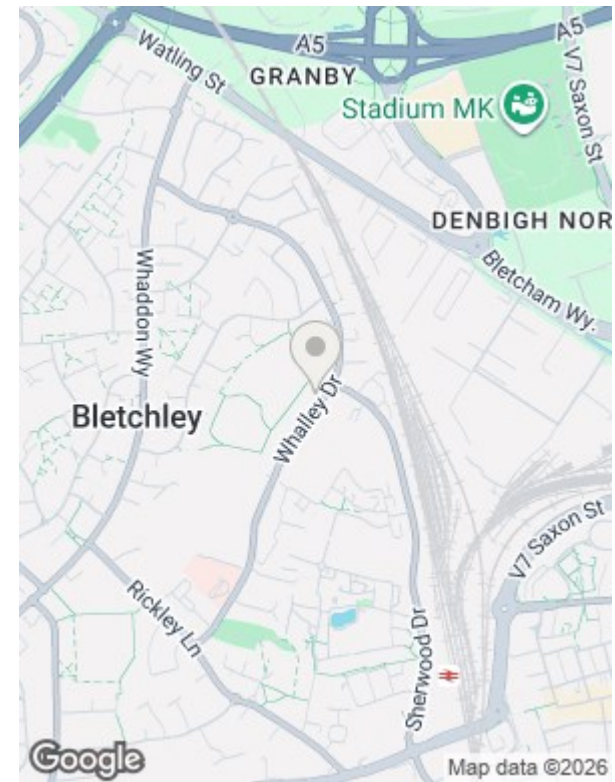 A5
A5
Watling St
GRANBY
Stadium MK
V7 Saxon St
DENBIGH NOR
Bletcham Wy.
Whaddon Wy
Bletchley
Whalley Dr
V7 Saxon St
Rickley Ln
Sherwood Dr
Google
Map data ©2026